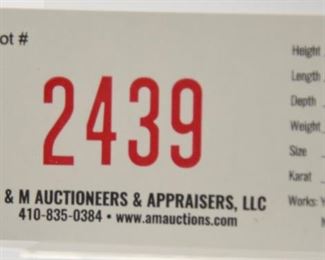 ot #
2439
& M AUCTIONEERS & APPRAISERS, LLC
410-835-0384 • www.amauctions.com
Height
Length
Depth
Weight
Size
Karat
Works: